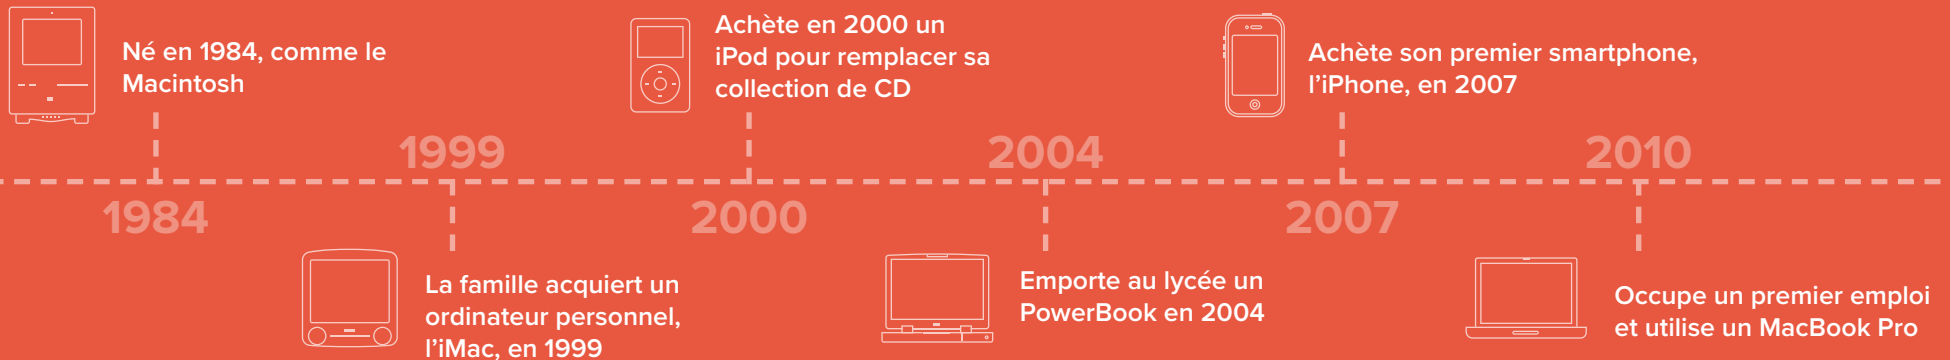 Né en 1984, comme le
Macintosh
1984
1999
La famille acquiert un
ordinateur personnel,
l’iMac, en 1999
Achète en 2000 un
iPod pour remplacer sa
collection de CD
2000
2004
Emporte au lycée un
PowerBook en 2004
Achète son premier smartphone,
l’iPhone, en 2007
2007
2010
Occupe un premier emploi
et utilise un MacBook Pro